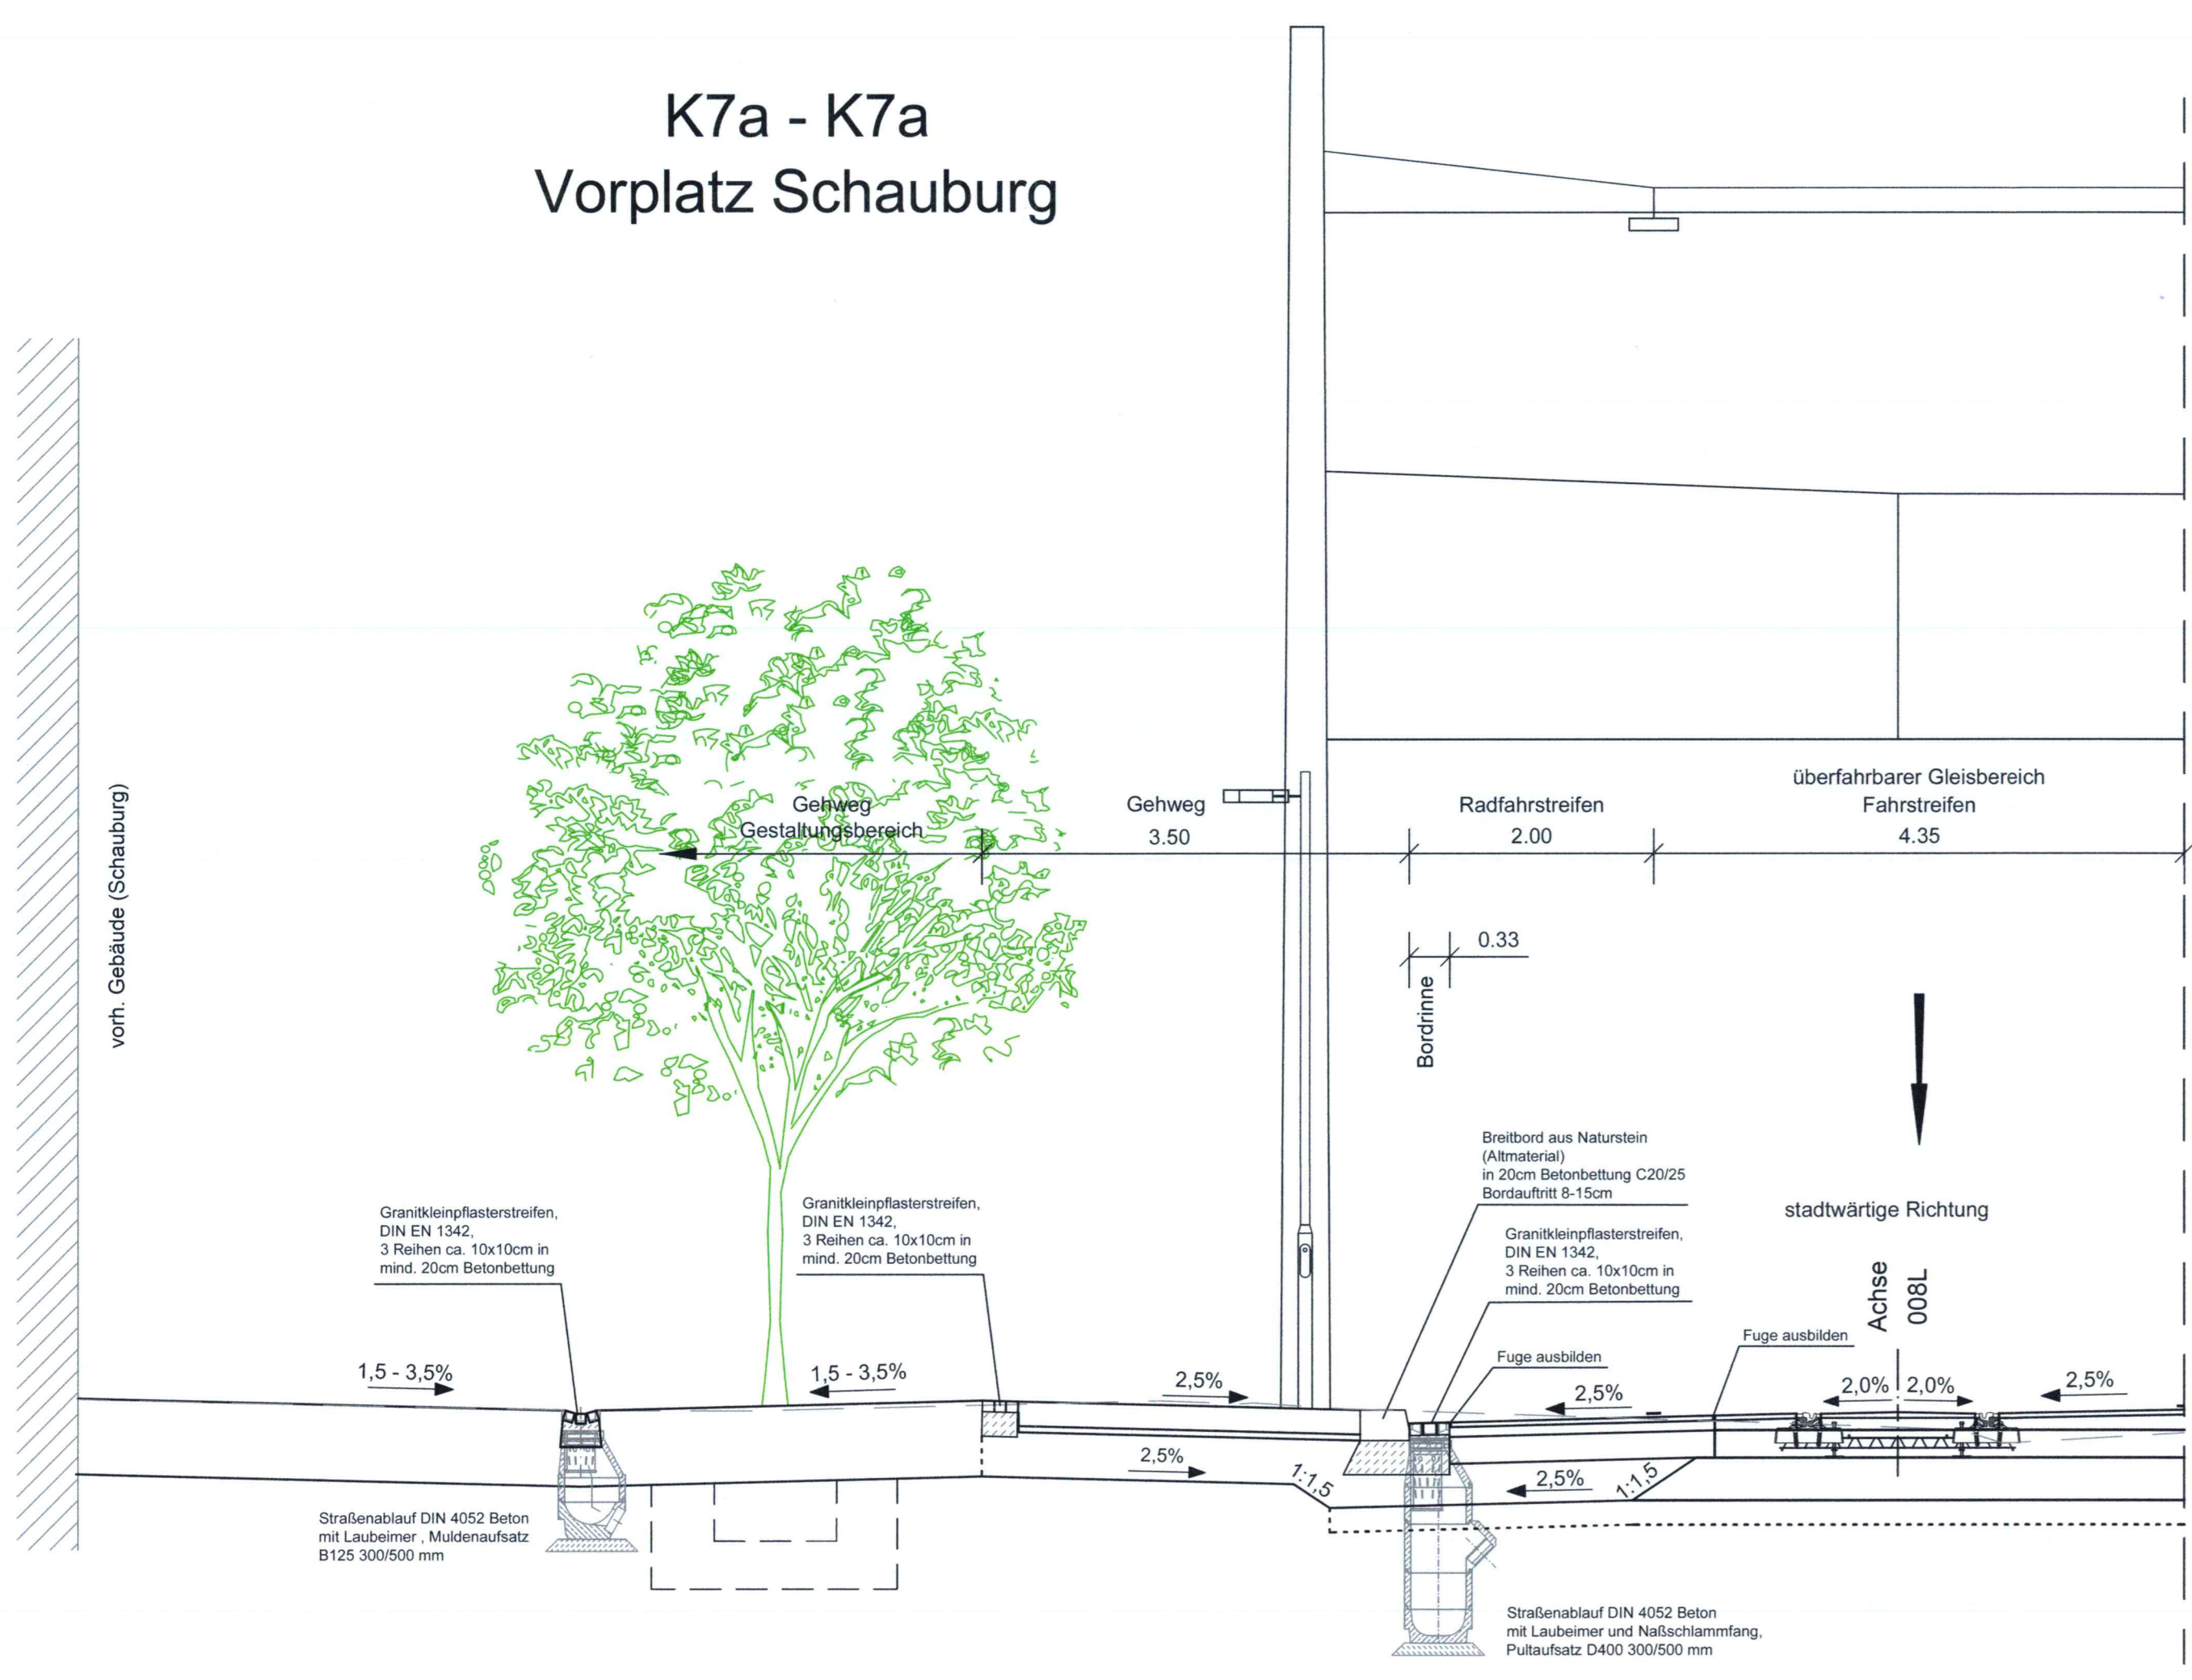 K7a - K7a
Vorplatz Schauburg
überfahrbarer Gleisbereich
Gehweg
Gestaltungsbereich
Gehweg
3.50
Radfahrstreifen
2.00
Fahrstreifen
4.35
vorh. Gebäude (Schauburg)
0.33
Bordrinne
Breitbord aus Naturstein
(Altmaterial)
in 20cm Betonbettung C20/25
Bordauftritt 8-15cm
Granitkleinpflasterstreifen,
DIN EN 1342,
3 Reihen ca. 10x10cm in
mind. 20cm Betonbettung
Granitkleinpflasterstreifen,
DIN EN 1342,
3 Reihen ca. 10x10cm in
mind. 20cm Betonbettung
Granitkleinpflasterstreifen,
DIN EN 1342,
3 Reihen ca. 10x10cm in
mind. 20cm Betonbettung
stadtwärtige Richtung
Achse
008L
Fuge ausbilden
Fuge ausbilden
1,5 - 3,5%
1,5 - 3,5%
2.5%
2,5%
2,0%
2,0%
2,5%
2,5%
1:1,5
2,5%
1:1,5
Straßenablauf DIN 4052 Beton
mit Laubeimer , Muldenaufsatz
B125 300/500 mm
Straßenablauf DIN 4052 Beton
mit Laubeimer und Naßschlammfang,
Pultaufsatz D400 300/500 mm